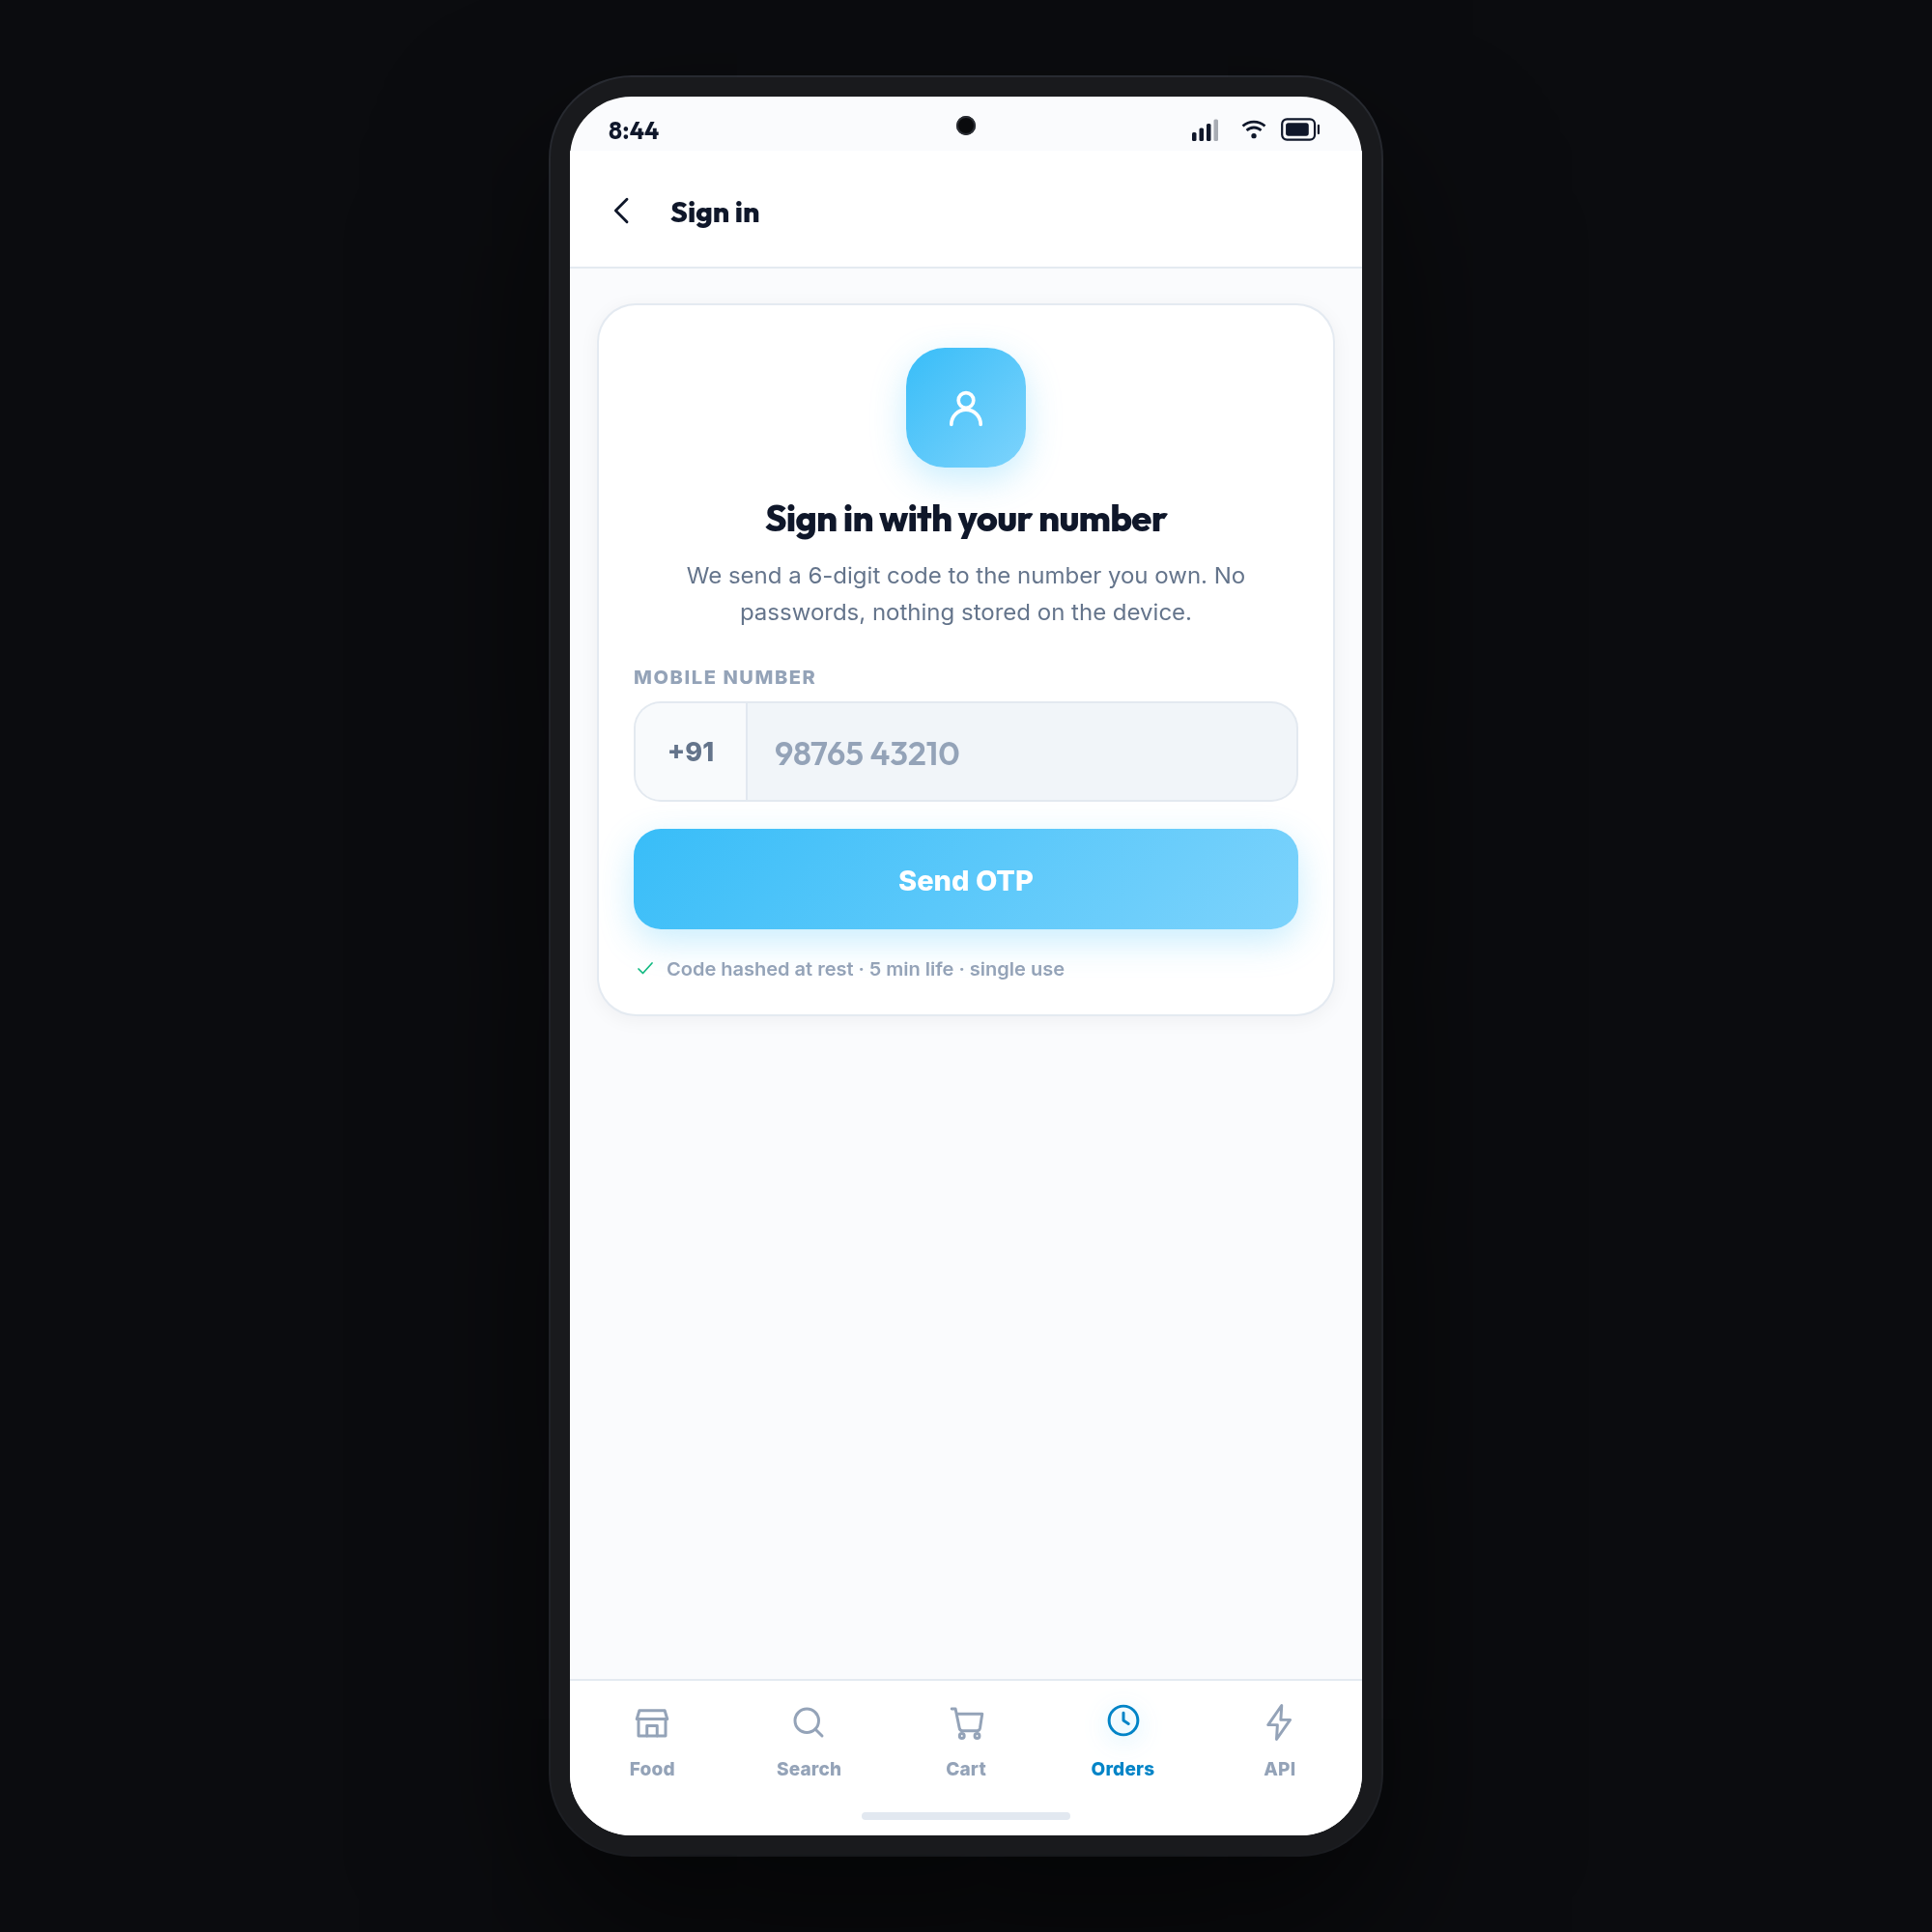 8:44
Sign in
Sign in with your number
We send a 6-digit code to the number you own. No
passwords, nothing stored on the device.
MOBILE NUMBER
+91 98765 43210
Send OTP
Code hashed at rest · 5 min life · single use
Food Search Cart Orders API